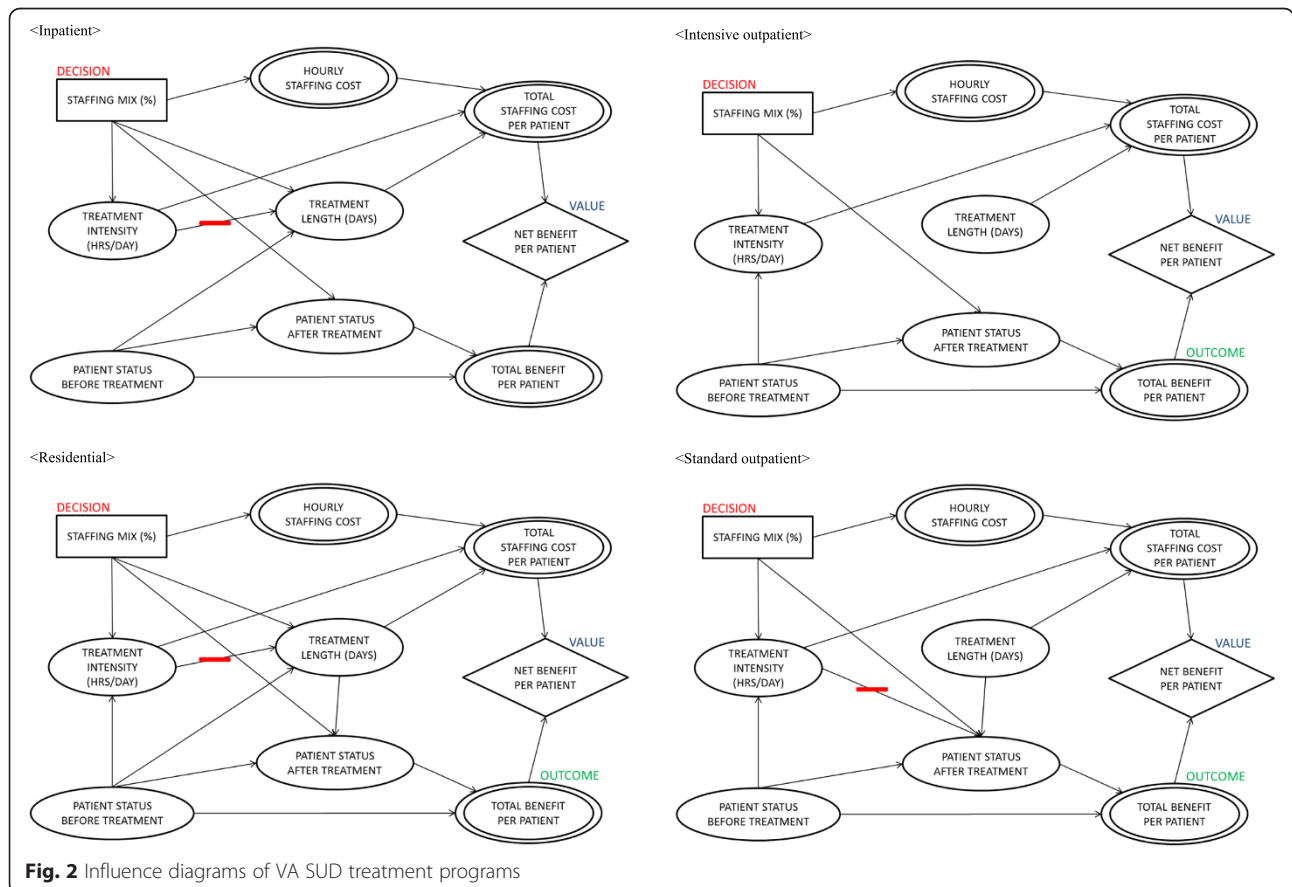 <Inpatient>
DECISION
STAFFING MIX (%)
HOURLY
STAFFING COST
TOTAL
STAFFING COST
PER PATIENT
TREATMENT
INTENSITY
(HRS/DAY)
TREATMENT
LENGTH (DAYS)
VALUE
NET BENEFIT
PER PATIENT
PATIENT STATUS
AFTER TREATMENT
PATIENT STATUS
BEFORE TREATMENT
TOTAL BENEFIT
PER PATIENT
<Intensive outpatient>
DECISION
STAFFING MIX (%)
HOURLY
STAFFING COST
TOTAL
STAFFING COST
PER PATIENT
TREATMENT
INTENSITY
(HRS/DAY)
TREATMENT
LENGTH (DAYS)
VALUE
NET BENEFIT
PER PATIENT
PATIENT STATUS
AFTER TREATMENT
OUTCOME
PATIENT STATUS
BEFORE TREATMENT
TOTAL BENEFIT
PER PATIENT
<Residential>
DECISION
STAFFING MIX (%)
HOURLY
STAFFING COST
TOTAL
STAFFING COST
PER PATIENT
TREATMENT
INTENSITY
(HRS/DAY)
TREATMENT
LENGTH (DAYS)
VALUE
NET BENEFIT
PER PATIENT
PATIENT STATUS
AFTER TREATMENT
OUTCOME
PATIENT STATUS
BEFORE TREATMENT
TOTAL BENEFIT
PER PATIENT
<Standard outpatient>
DECISION
STAFFING MIX (%)
HOURLY
STAFFING COST
TOTAL
STAFFING COST
PER PATIENT
TREATMENT
INTENSITY
(HRS/DAY)
TREATMENT
LENGTH (DAYS)
VALUE
NET BENEFIT
PER PATIENT
PATIENT STATUS
AFTER TREATMENT
OUTCOME
PATIENT STATUS
BEFORE TREATMENT
TOTAL BENEFIT
PER PATIENT
Fig. 2 Influence diagrams of VA SUD treatment programs